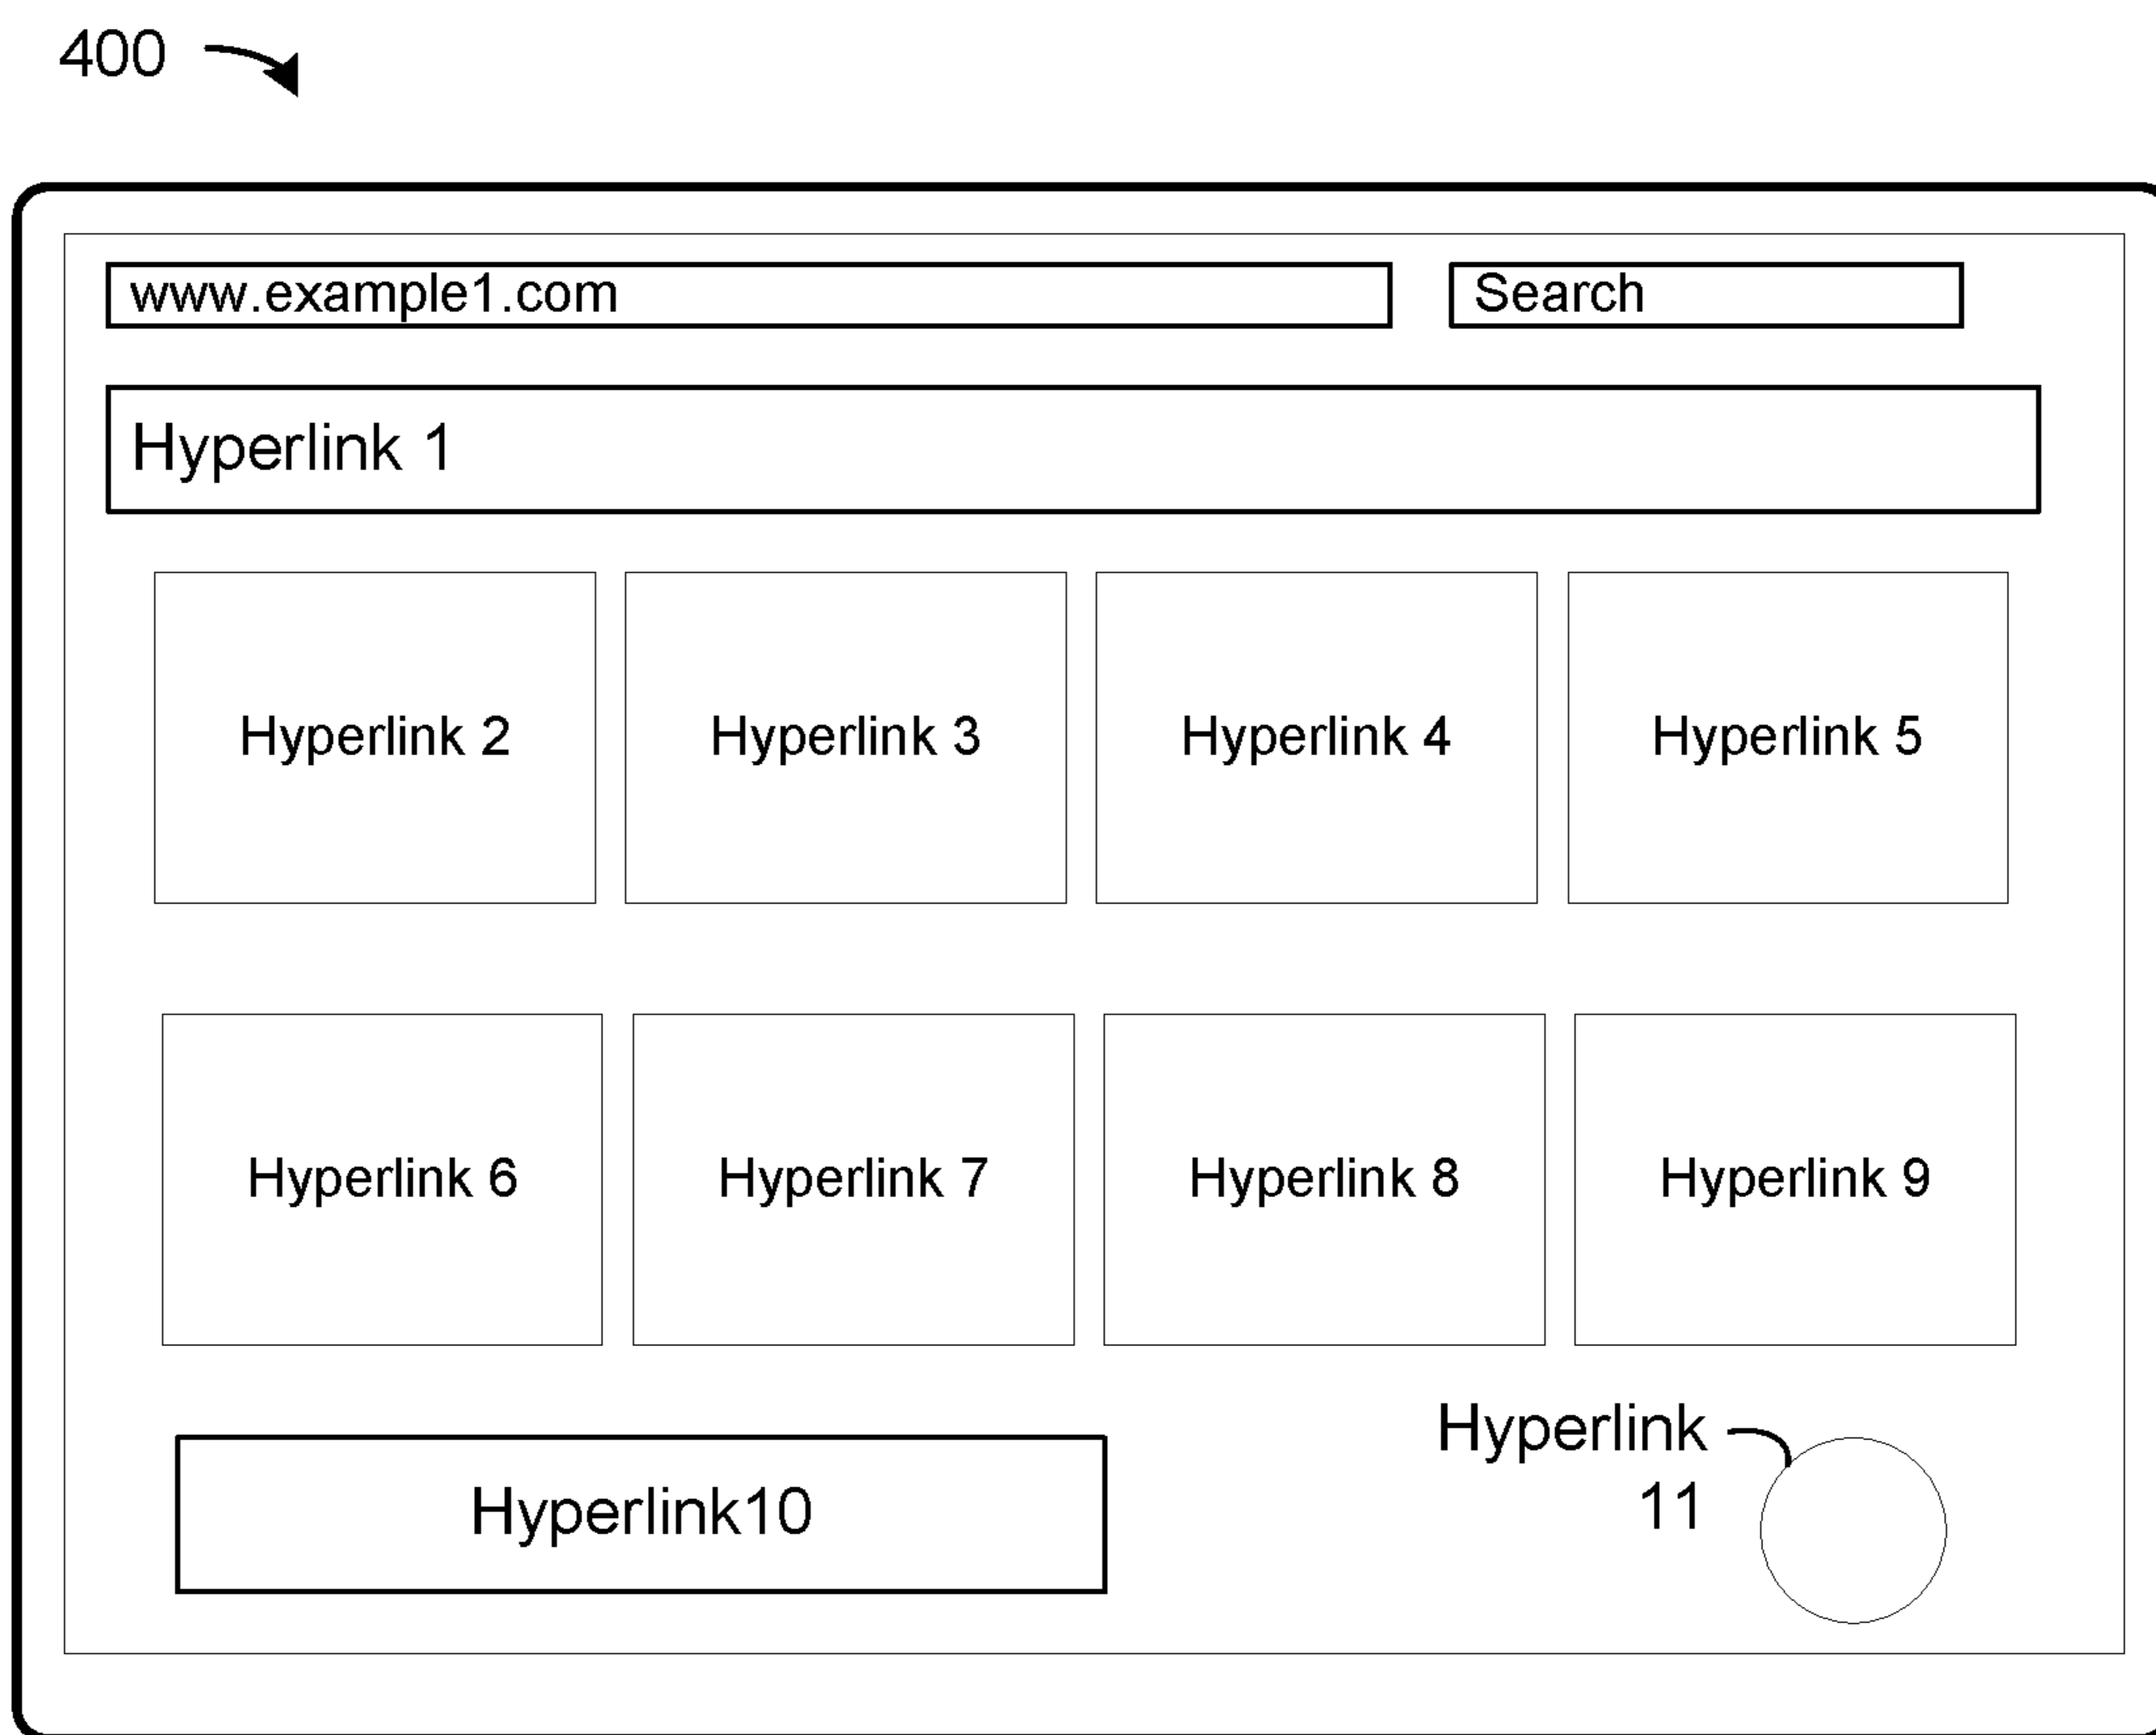 400
www.example1.com
Search
Hyperlink 1
Hyperlink 2
Hyperlink 3
Hyperlink 4
Hyperlink 5
Hyperlink 6
Hyperlink 7
Hyperlink 8
Hyperlink 9
Hyperlink10
Hyperlink
11